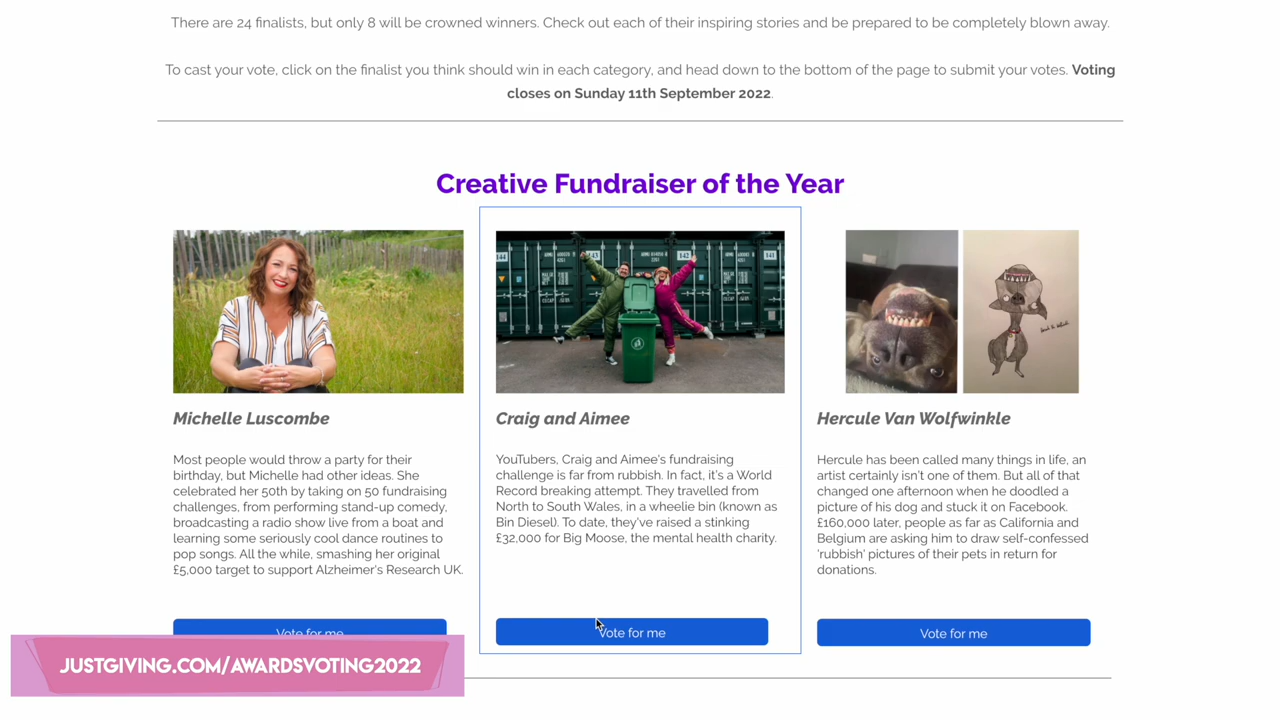 There are 24 finalists, but only 8 will be crowned winners. Check out each of their inspiring stories and be prepared to be completely blown away.
To cast your vote, click on the finalist you think should win in each category, and head down to the bottom of the page to submit your votes. Voting
closes on Sunday 11th September 2022.
Creative Fundraiser of the Year
Michelle Luscombe
Most people would throw a party for their
birthday, but Michelle had other ideas. She
celebrated her 50th by taking on 50 fundraising
challenges, from performing stand-up comedy,
broadcasting a radio show live from a boat and
learning some seriously cool dance routines to
pop songs. All the while, smashing her original
£5,000 target to support Alzheimer's Research UK.
Vote for me
144
143
142
141
Craig and Aimee
YouTubers, Craig and Aimee's fundraising
challenge is far from rubbish. In fact, it's a World
Record breaking attempt. They travelled from
North to South Wales, in a wheelie bin (known as
Bin Diesel). To date, they've raised a stinking
£32,000 for Big Moose, the mental health charity.
Vote for me
Hercule Van Wolfwinkle
Hercule has been called many things in life, an
artist certainly isn't one of them. But all of that
changed one afternoon when he doodled a
picture of his dog and stuck it on Facebook.
£160,000 later, people as far as California and
Belgium are asking him to draw self-confessed
'rubbish' pictures of their pets in return for
donations.
Vote for me
JUSTGIVING.COM/AWARDSVOTING2022